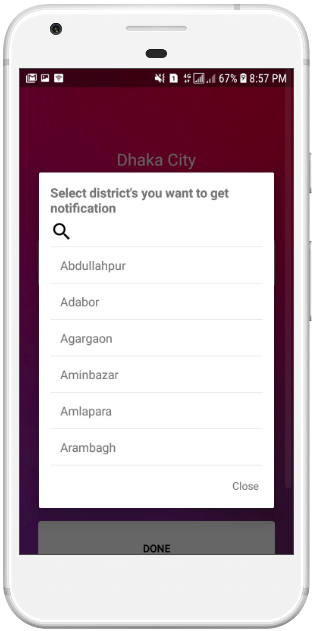 4G 67% 8:57 PM
Dhaka City
Select district's you want to get
notification
Abdullahpur
Adabor
Agargaon
Aminbazar
Amlapara
Arambagh
Close
DONE